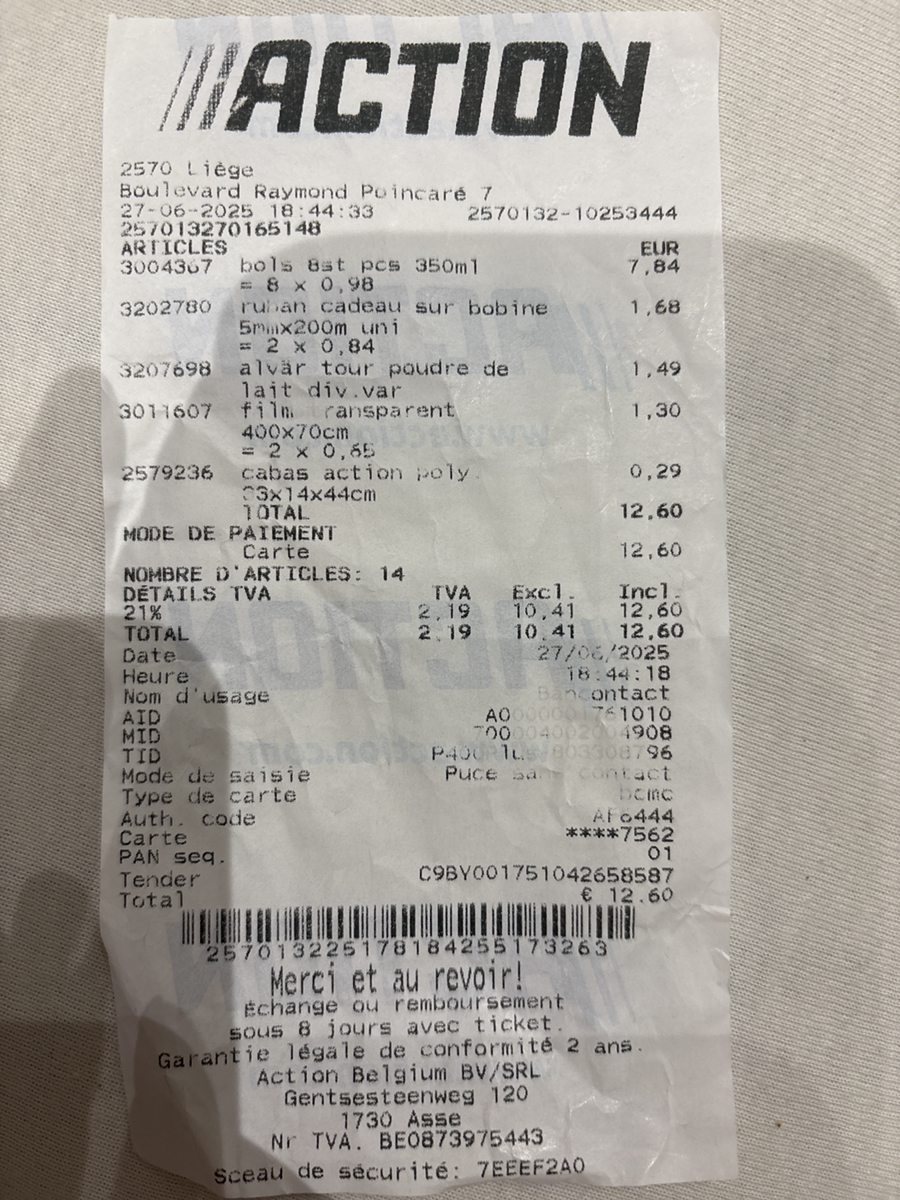 ACTION
2570 Liège
Boulevard Raymond Poincaré 7
27-06-2025 18:44:33 2570132-10253444
257013270165148
ARTICLES EUR
3004367 bols 8st pcs 350ml 7,84
= 8 x 0,98
3202780 ruban cadeau sur bobine 1,68
5mmx200m uni
= 2 x 0,84
3207698 alvär tour poudre de 1,49
lait div.var
3011607 film transparent 1,30
400x70cm
= 2 x 0,65
2579236 cabas action poly. 0,29
33x14x44cm
TOTAL 12,60
MODE DE PAIEMENT
Carte 12,60
NOMBRE D'ARTICLES: 14
DÉTAILS TVA TVA Excl. Incl.
21% 2,19 10,41 12,60
TOTAL 2,19 10,41 12,60
Date 27/06/2025
Heure 18:44:18
Nom d'usage Bancontact
AID
MID
TID
Mode de saisie Puce sans contact
Type de carte bcmc
Auth. code
Carte ****7562
PAN seq. 01
Tender C9BY001751042658587
Total € 12.60
2570132251781842551 73263
Merci et au revoir!
Échange ou remboursement
sous 8 jours avec ticket.
Garantie légale de conformité 2 ans.
Action Belgium BV/SRL
Gentsesteenweg 120
1730 Asse
Nr TVA. BE0873975443
Sceau de sécurité: 7EEEF2A0